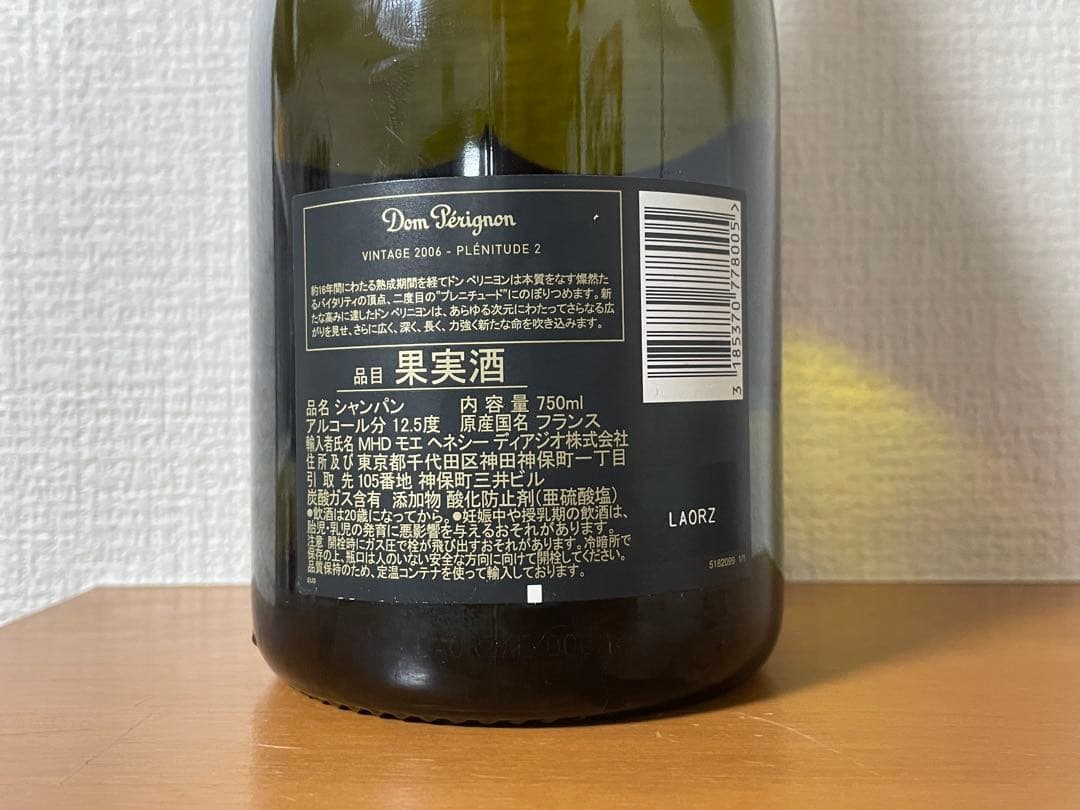 Dom Pérignon
VINTAGE 2006 - PLÉNITUDE 2
約16年間にわたる熟成期間を経てドン ペリニヨンは本質をなす燦然た
るバイタリティの頂点、二度目の"プレニチュード"にのぼりつめます。新
たな高みに達したドン ペリニヨンは、あらゆる次元にわたってさらなる広
がりを見せ、さらに広く、深く、長く、力強く新たな命を吹き込みます。
品目 果実酒
品名 シャンパン 内容量 750ml
アルコール分 12.5度 原産国名 フランス
輸入者氏名 MHD モエ ヘネシー ディアジオ株式会社
住所及び 東京都千代田区神田神保町一丁目
引取先 105番地 神保町三井ビル
炭酸ガス含有 添加物 酸化防止剤(亜硫酸塩)
●飲酒は20歳になってから。●妊娠中や授乳期の飲酒は、
胎児・乳児の発育に悪影響を与えるおそれがあります。
注意 開栓時にガス圧で栓が飛び出すおそれがあります。冷暗所で
保存の上、瓶口は人のいない安全な方向に向けて開栓してください。
品質保持のため、定温コンテナを使って輸入しております。
3 185370 778005 >
LAORZ
5182099 1/1